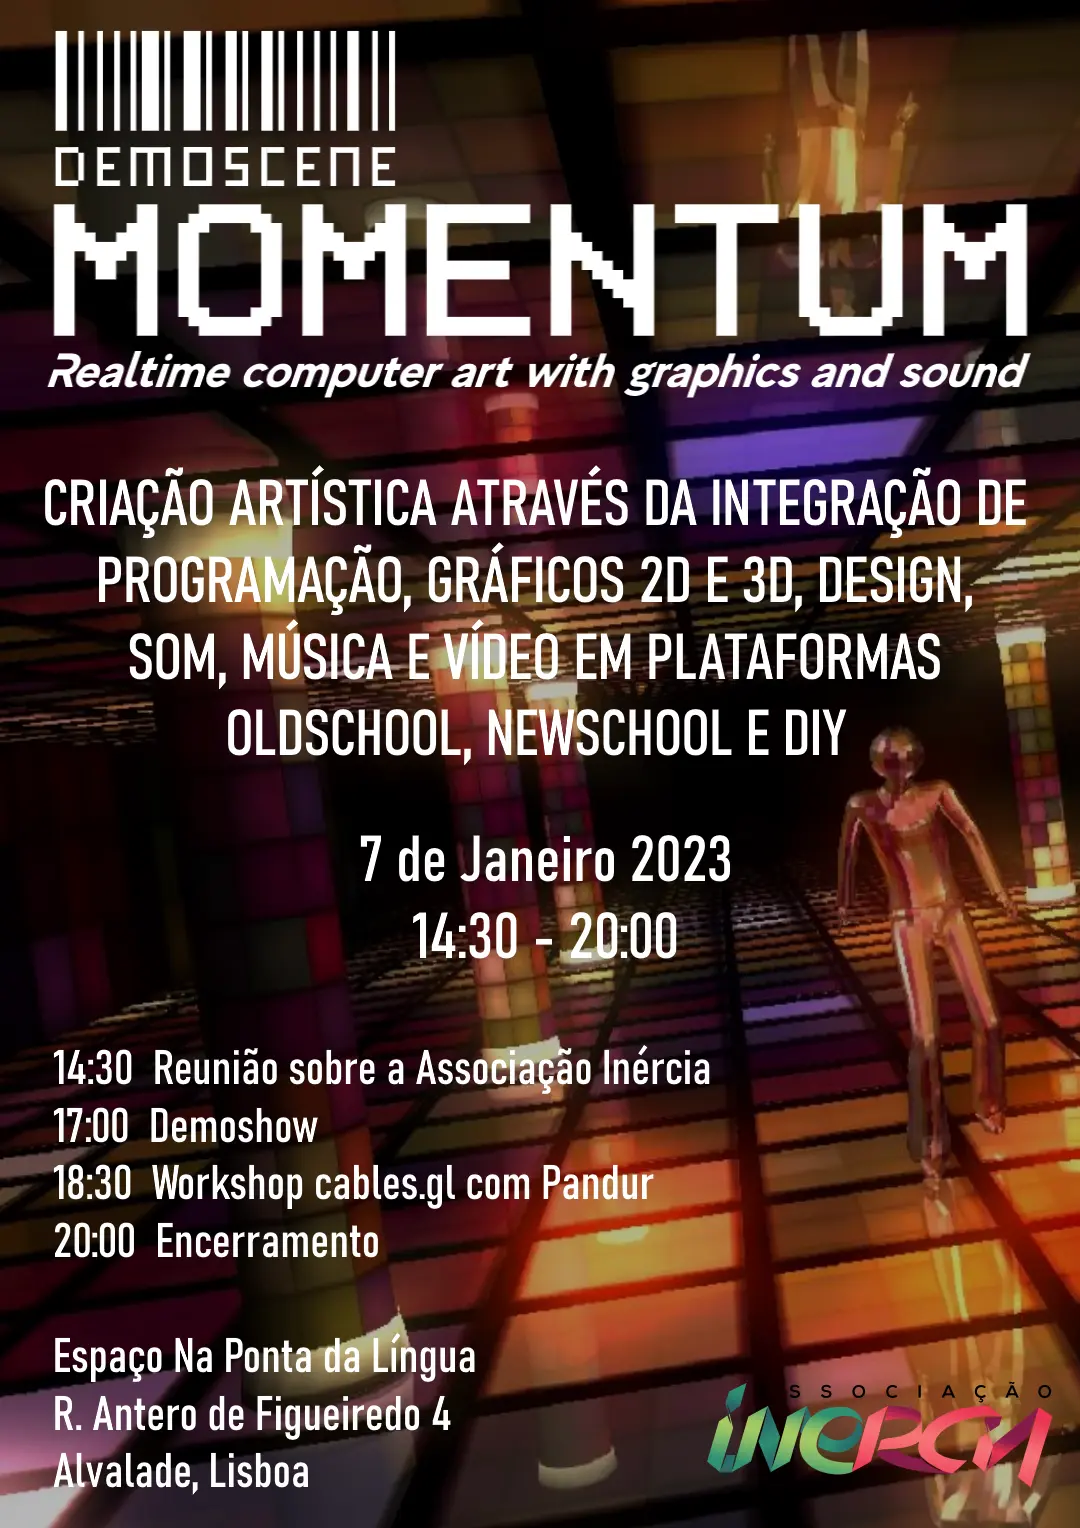 DEMOSCENE
MOMENTUM
Realtime computer art with graphics and sound
CRIAÇÃO ARTÍSTICA ATRAVÉS DA INTEGRAÇÃO DE
PROGRAMAÇÃO, GRÁFICOS 2D E 3D, DESIGN,
SOM, MÚSICA E VÍDEO EM PLATAFORMAS
OLDSCHOOL, NEWSCHOOL E DIY
7 de Janeiro 2023
14:30 - 20:00
14:30 Reunião sobre a Associação Inércia
17:00 Demoshow
18:30 Workshop cables.gl com Pandur
20:00 Encerramento
Espaço Na Ponta da Língua
R. Antero de Figueiredo 4
Alvalade, Lisboa
SSOCIAÇÃO
INERCIA